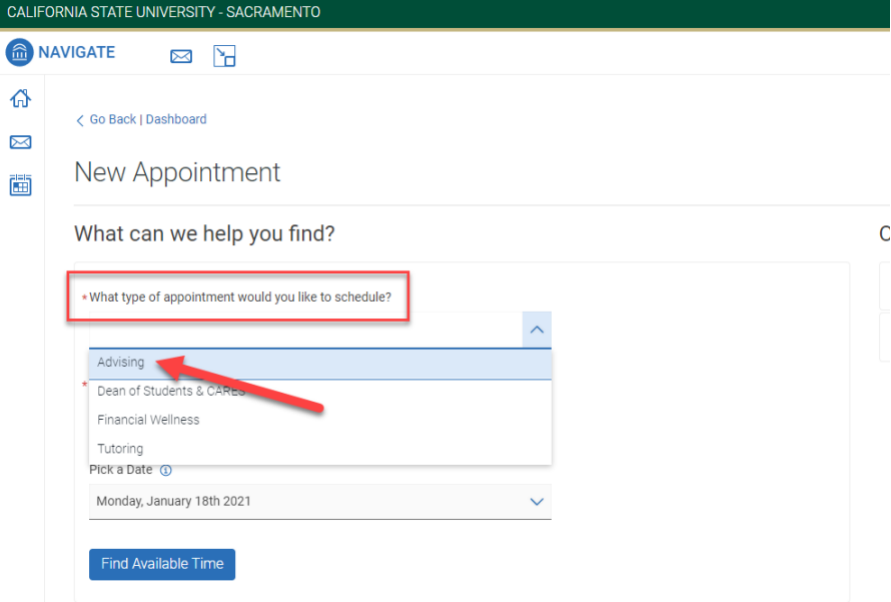 CALIFORNIA STATE UNIVERSITY - SACRAMENTO
NAVIGATE
Go Back | Dashboard
New Appointment
What can we help you find?
* What type of appointment would you like to schedule?
Advising
*
Dean of Students & CARES
Financial Wellness
Tutoring
Pick a Date
Monday, January 18th 2021
Find Available Time